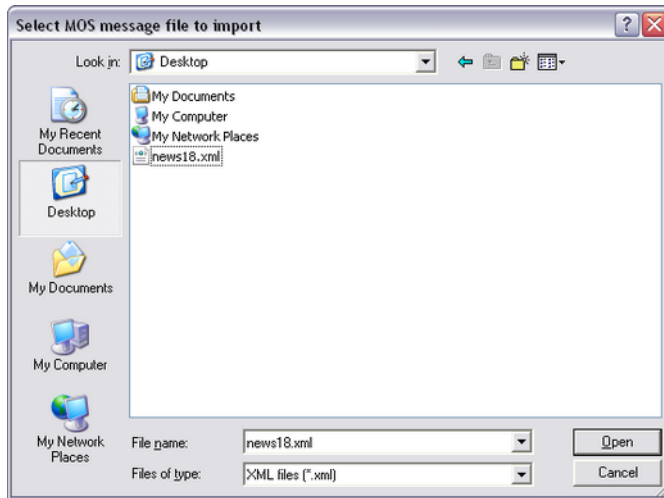 Select MOS message file to import
Look in: Desktop
My Recent
Documents
Desktop
My Documents
My Computer
My Network
Places
My Documents
My Computer
My Network Places
news18.xml
File name: news18.xml Open
Files of type: XML files (*.xml) Cancel